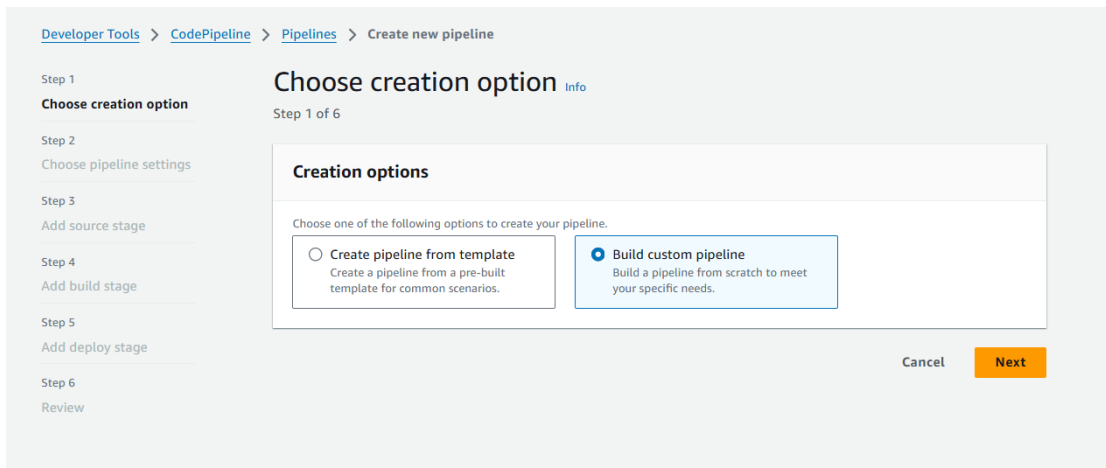 Developer Tools > CodePipeline > Pipelines > Create new pipeline
Step 1
Choose creation option
Step 2
Choose pipeline settings
Step 3
Add source stage
Step 4
Add build stage
Step 5
Add deploy stage
Step 6
Review
Choose creation option Info
Step 1 of 6
Creation options
Choose one of the following options to create your pipeline.
Create pipeline from template
Create a pipeline from a pre-built
template for common scenarios.
Build custom pipeline
Build a pipeline from scratch to meet
your specific needs.
Cancel
Next